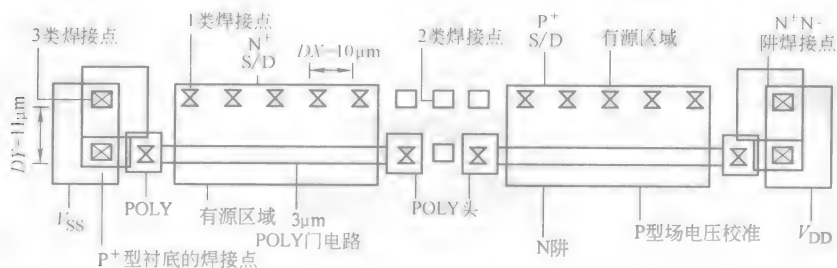 3类焊接点
1类焊接点
N⁺
S/D
DX=10μm
2类焊接点
P⁺
S/D
有源区域
N⁺N⁻
阱焊接点
DY=11μm
V_SS
POLY
有源区域
3μm
POLY门电路
POLY头
N阱
P型场电压校准
V_DD
P⁺型衬底的焊接点